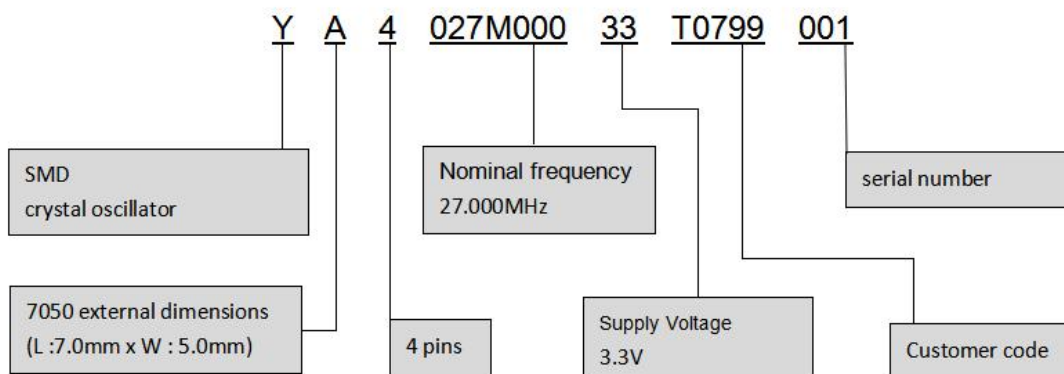 Y A 4 027M000 33 T0799 001
SMD
crystal oscillator
Nominal frequency
27.000MHz
serial number
7050 external dimensions
(L :7.0mm x W : 5.0mm)
4 pins
Supply Voltage
3.3V
Customer code